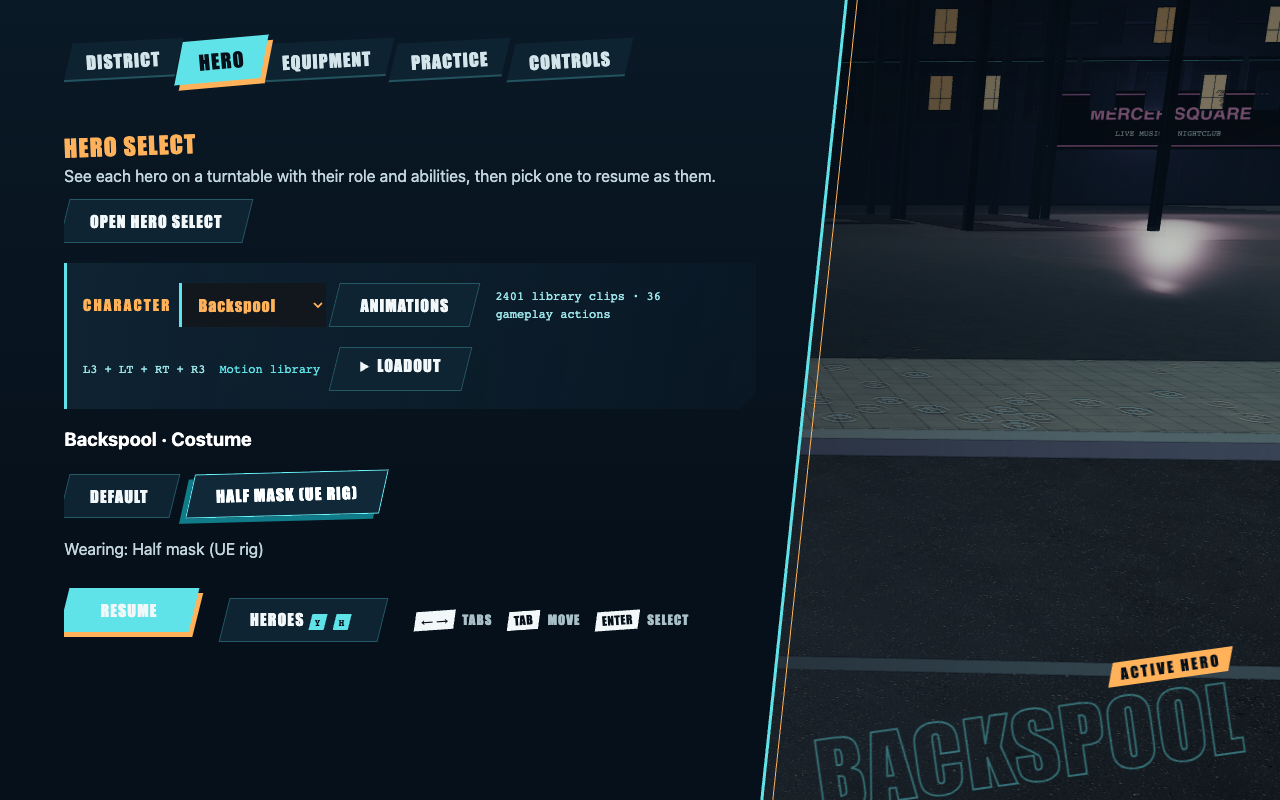 DISTRICT
HERO
EQUIPMENT
PRACTICE
CONTROLS
HERO SELECT
See each hero on a turntable with their role and abilities, then pick one to resume as them.
OPEN HERO SELECT
CHARACTER
Backspool
ANIMATIONS
2401 library clips · 36
gameplay actions
L3 + LT + RT + R3 Motion library
▶ LOADOUT
Backspool · Costume
DEFAULT
HALF MASK (UE RIG)
Wearing: Half mask (UE rig)
RESUME
HEROES Y H
←→ TABS
TAB MOVE
ENTER SELECT
MERCER SQUARE
LIVE MUSIC NIGHTCLUB
ACTIVE HERO
BACKSPOOL